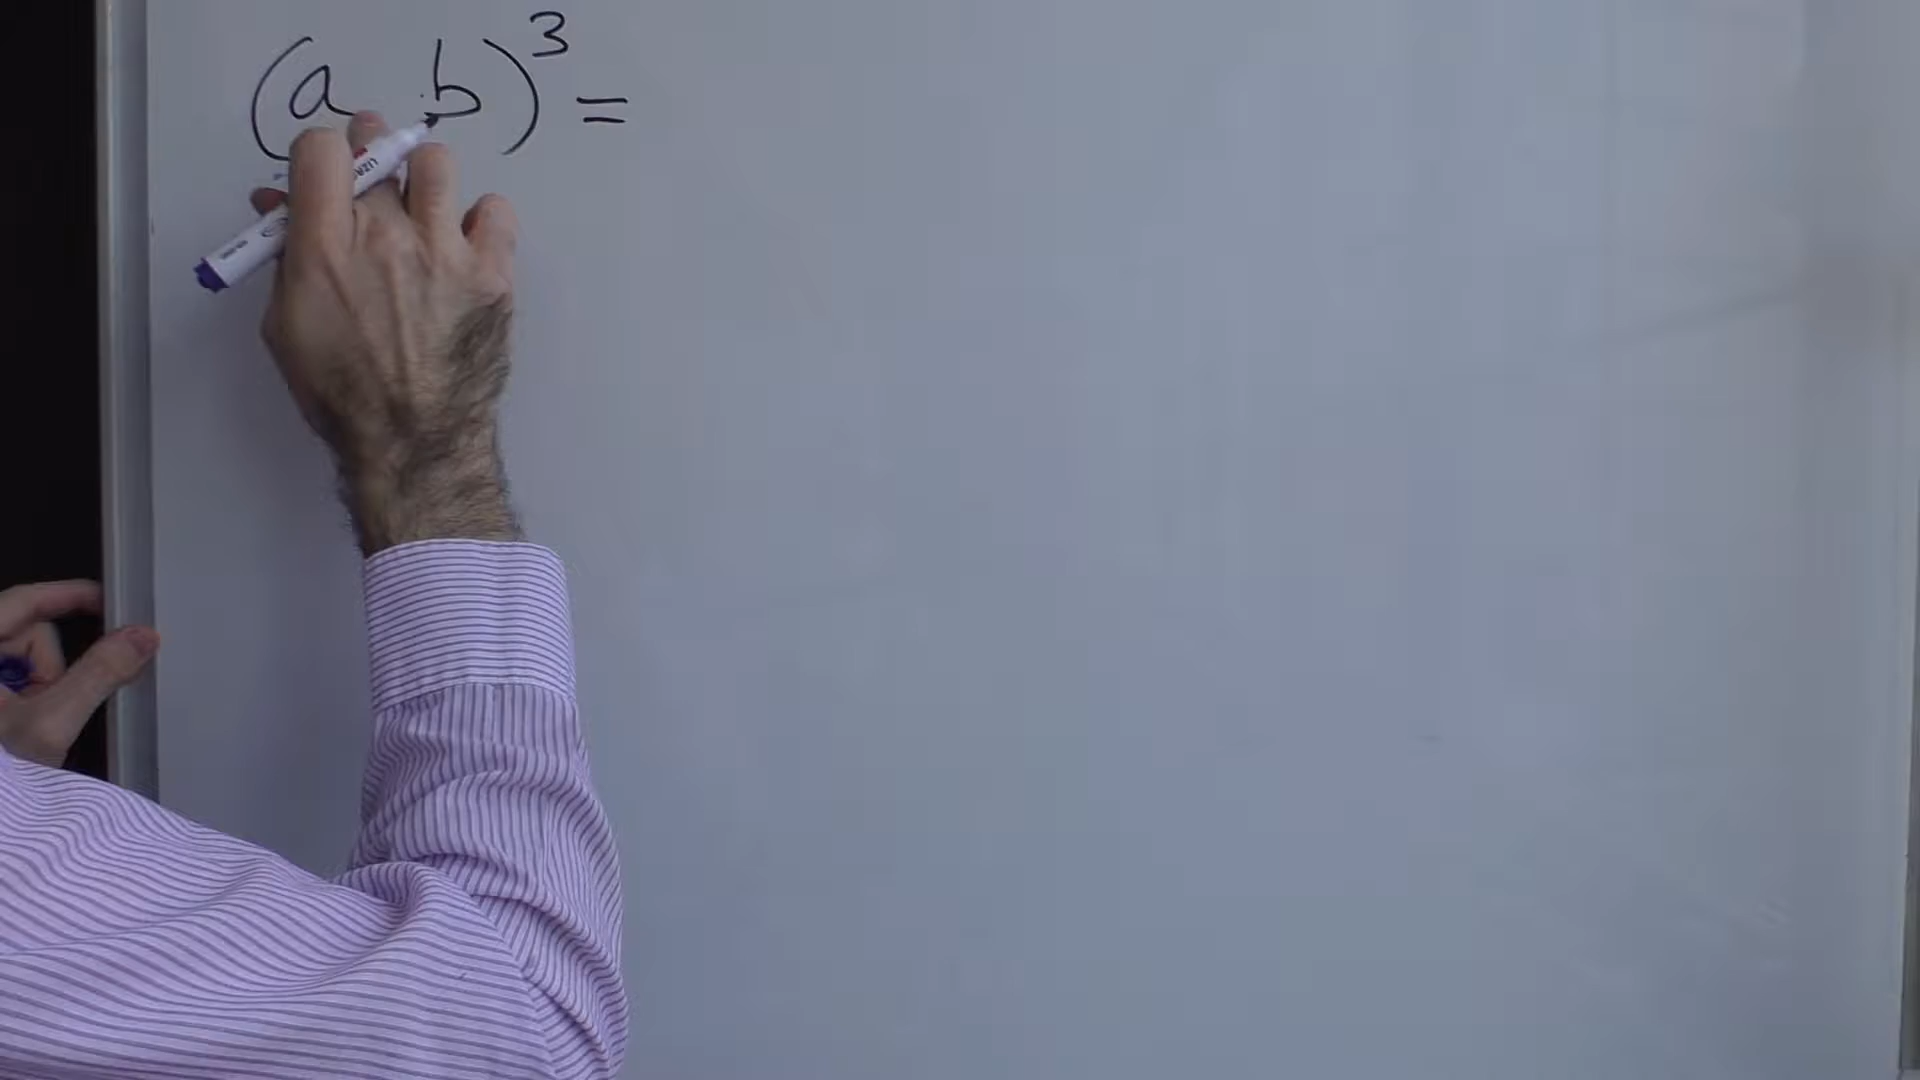 (a b)³ =